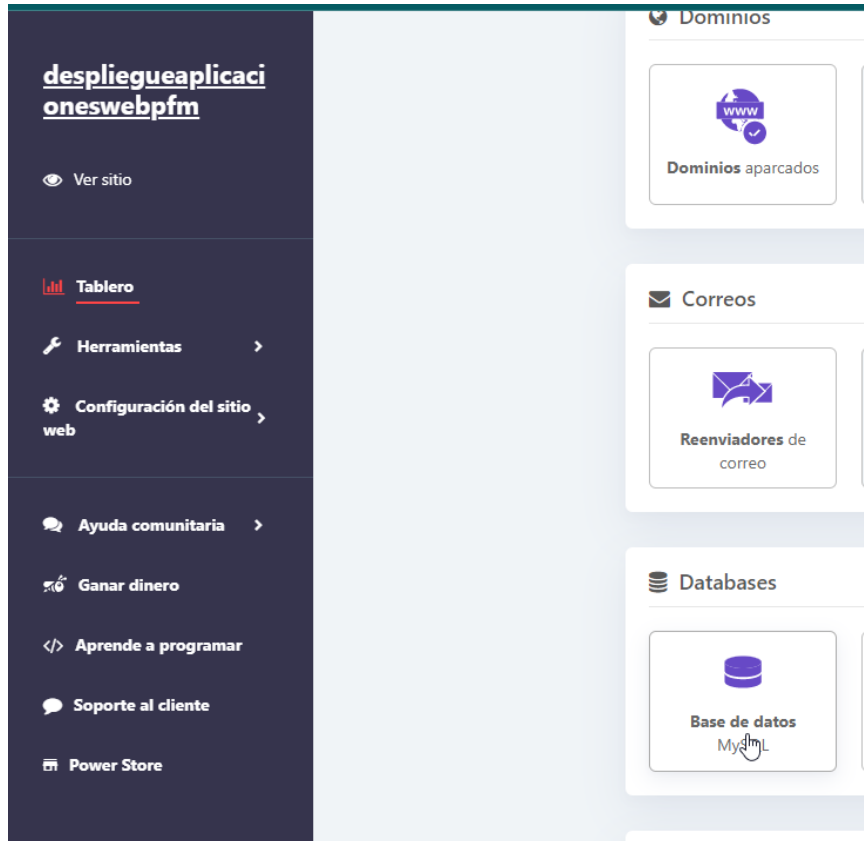 despliegueaplicaci
oneswebpfm
Ver sitio
Tablero
Herramientas
Configuración del sitio
web
Ayuda comunitaria
Ganar dinero
Aprende a programar
Soporte al cliente
Power Store
Dominios
www
Dominios aparcados
Correos
Reenviadores de
correo
Databases
Base de datos
MySQL